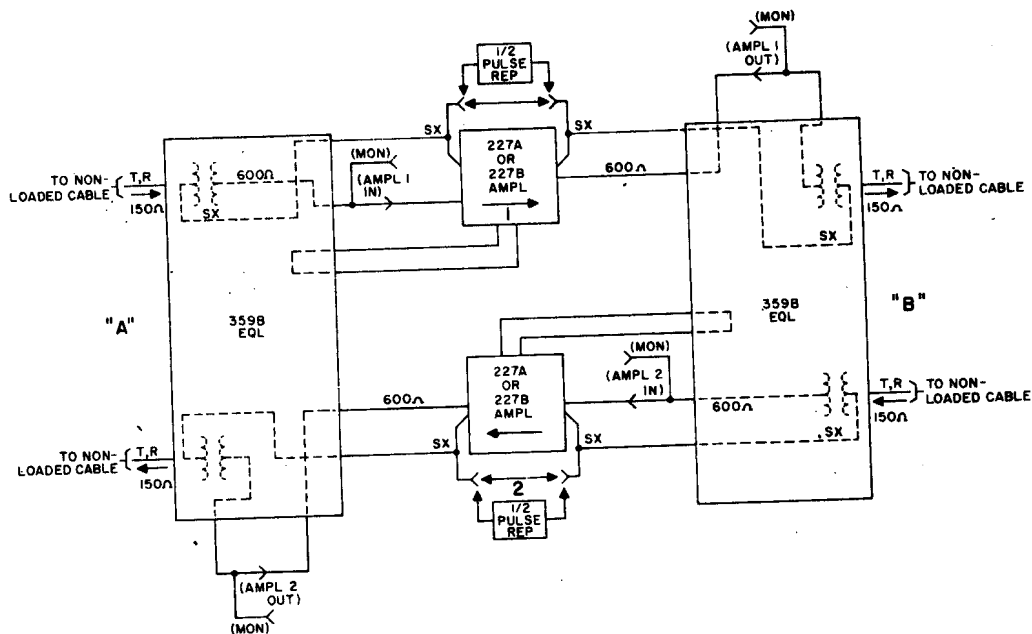 (MON)
(AMPL 1
OUT)
1/2
PULSE
REP
SX
SX
227A
OR
227B
AMPL
1
600Ω
(MON)
(AMPL 1
IN)
600Ω
SX
TO NON-
LOADED CABLE
T,R
150Ω
T,R
150Ω
TO NON-
LOADED CABLE
SX
"A"
359B
EQL
359B
EQL
"B"
227A
OR
227B
AMPL
(MON)
(AMPL 2
IN)
600Ω
600Ω
T,R
150Ω
TO NON-
LOADED CABLE
SX
SX
SX
TO NON-
LOADED CABLE
T,R
150Ω
2
1/2
PULSE
REP
(AMPL 2
OUT)
(MON)